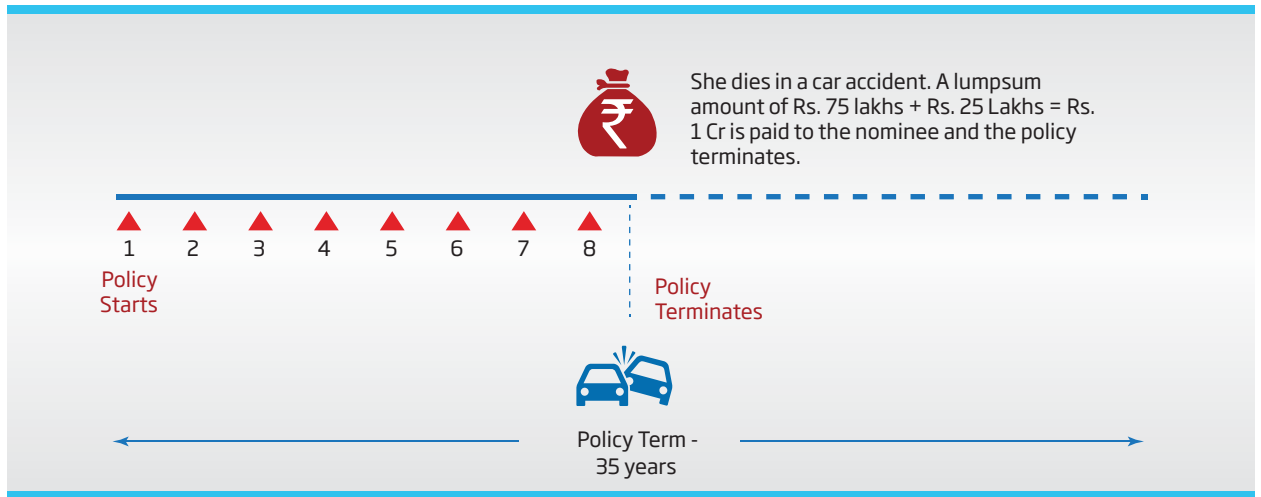 She dies in a car accident. A lumpsum
amount of Rs. 75 lakhs + Rs. 25 Lakhs = Rs.
1 Cr is paid to the nominee and the policy
terminates.
₹
1 2 3 4 5 6 7 8
Policy
Starts
Policy
Terminates
Policy Term -
35 years